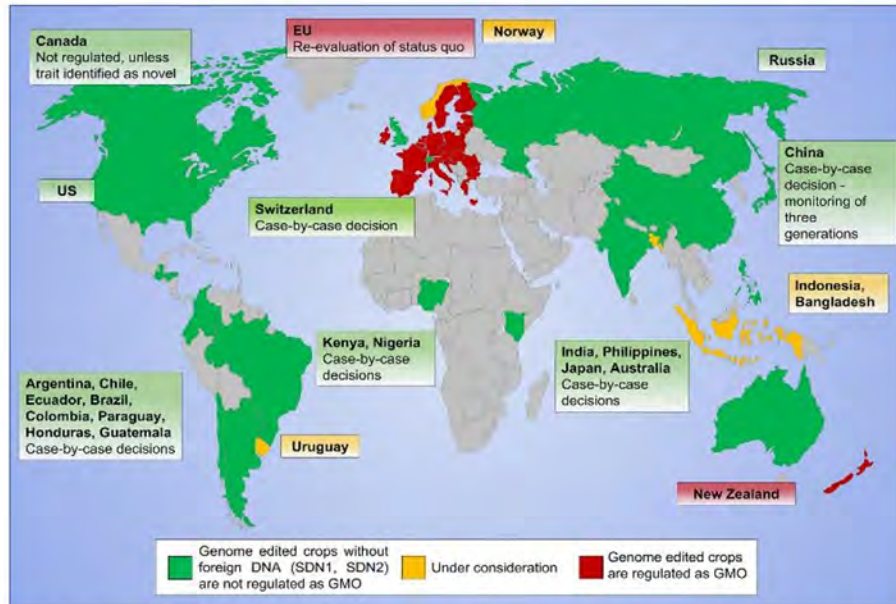 Canada
Not regulated, unless
trait identified as novel
EU
Re-evaluation of status quo
Norway
Russia
US
China
Case-by-case
decision -
monitoring of
three
generations
Switzerland
Case-by-case decision
Indonesia,
Bangladesh
Kenya, Nigeria
Case-by-case
decisions
India, Philippines,
Japan, Australia
Case-by-case
decisions
Argentina, Chile,
Ecuador, Brazil,
Colombia, Paraguay,
Honduras, Guatemala
Case-by-case decisions
Uruguay
New Zealand
Genome edited crops without
foreign DNA (SDN1, SDN2)
are not regulated as GMO
Under consideration
Genome edited crops
are regulated as GMO